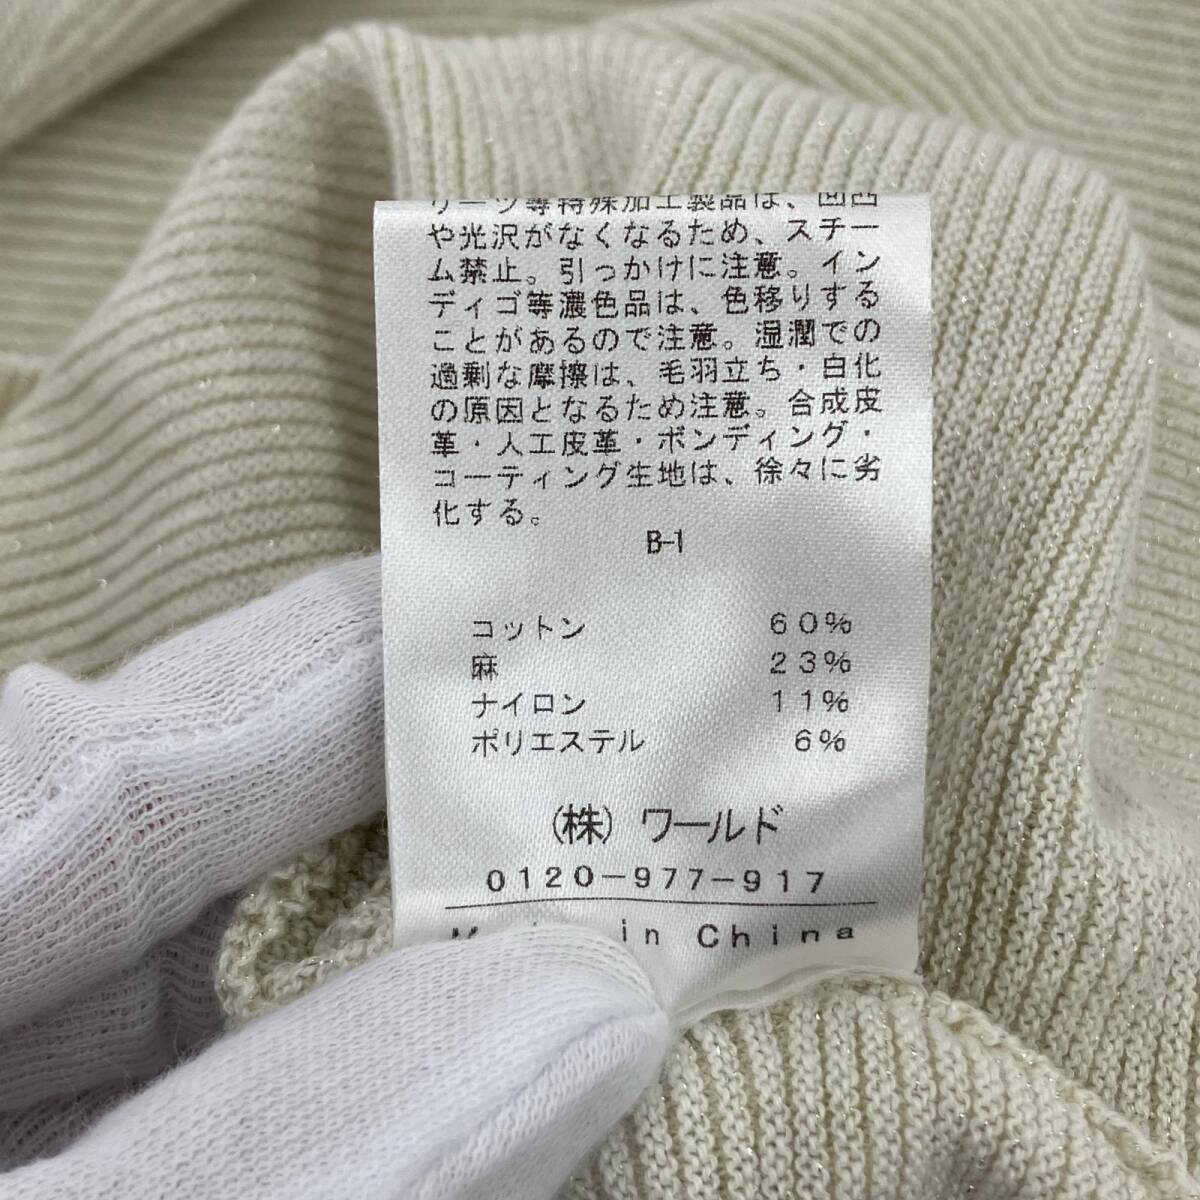 リーツ等特殊加工製品は、凹凸
や光沢がなくなるため、スチー
ム禁止。引っかけに注意。イン
ディゴ等濃色品は、色移りする
ことがあるので注意。湿潤での
過剰な摩擦は、毛羽立ち・白化
の原因となるため注意。合成皮
革・人工皮革・ボンディング・
コーティング生地は、徐々に劣
化する。
B-1
コットン 60%
麻 23%
ナイロン 11%
ポリエステル 6%
(株) ワールド
0120-977-917
in China